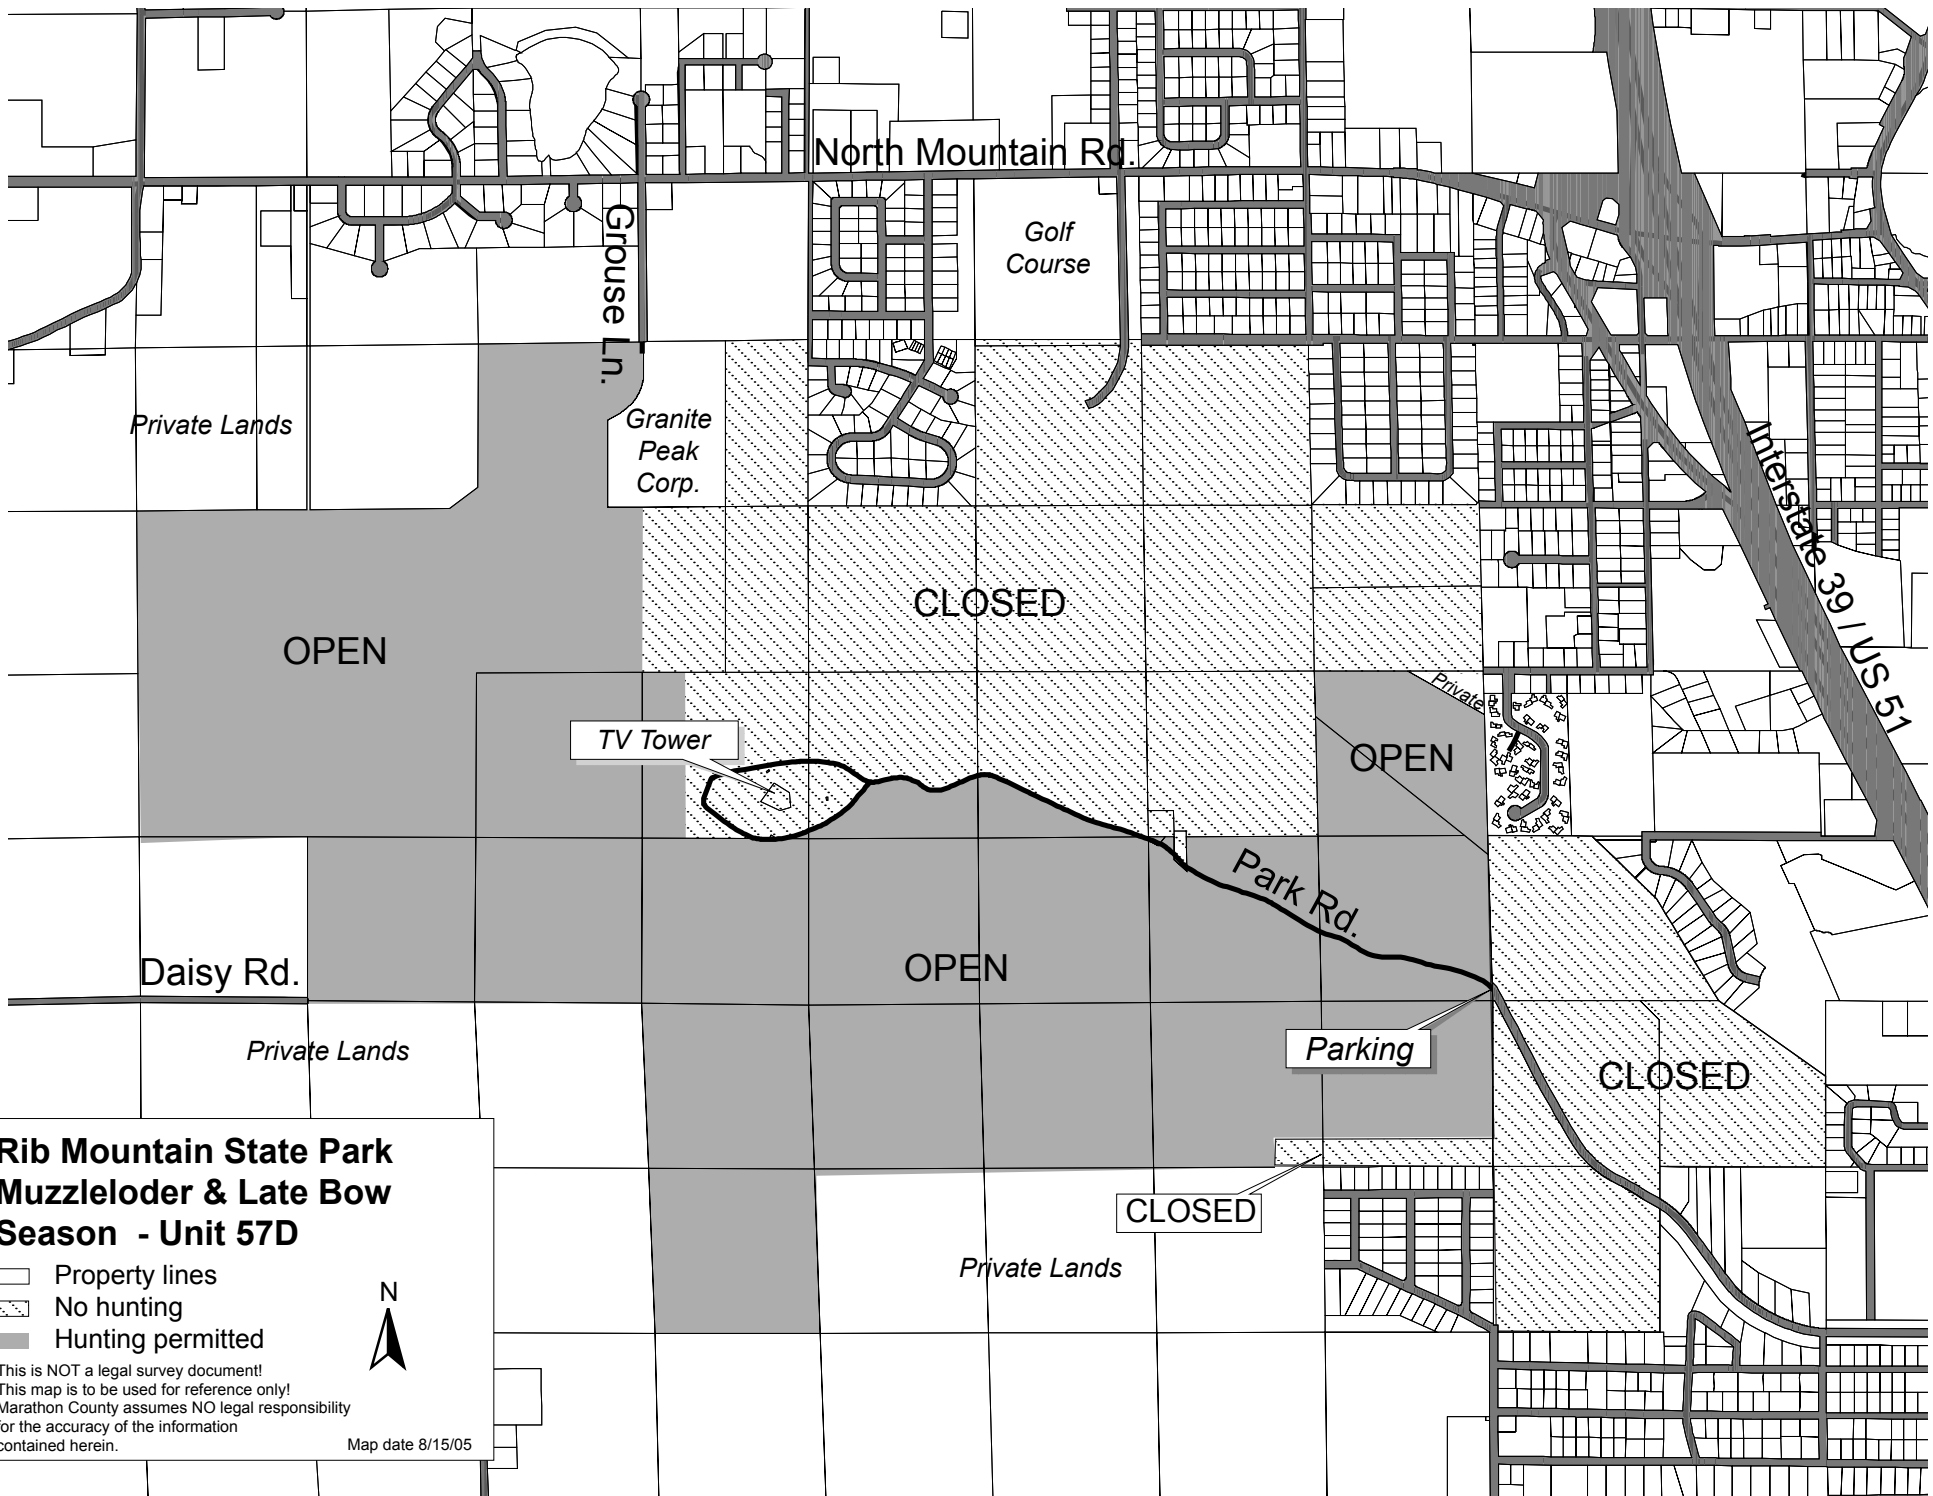 North Mountain Rd.
Grouse Ln.
Golf
Course
Private Lands
Granite
Peak
Corp.
Interstate 39 / US 51
CLOSED
OPEN
Private
TV Tower
OPEN
Park Rd.
Daisy Rd.
OPEN
Private Lands
Parking
CLOSED
CLOSED
Private Lands
Rib Mountain State Park
Muzzleloder & Late Bow
Season - Unit 57D
Property lines
No hunting
Hunting permitted
N
This is NOT a legal survey document!
This map is to be used for reference only!
Marathon County assumes NO legal responsibility
for the accuracy of the information
contained herein.
Map date 8/15/05